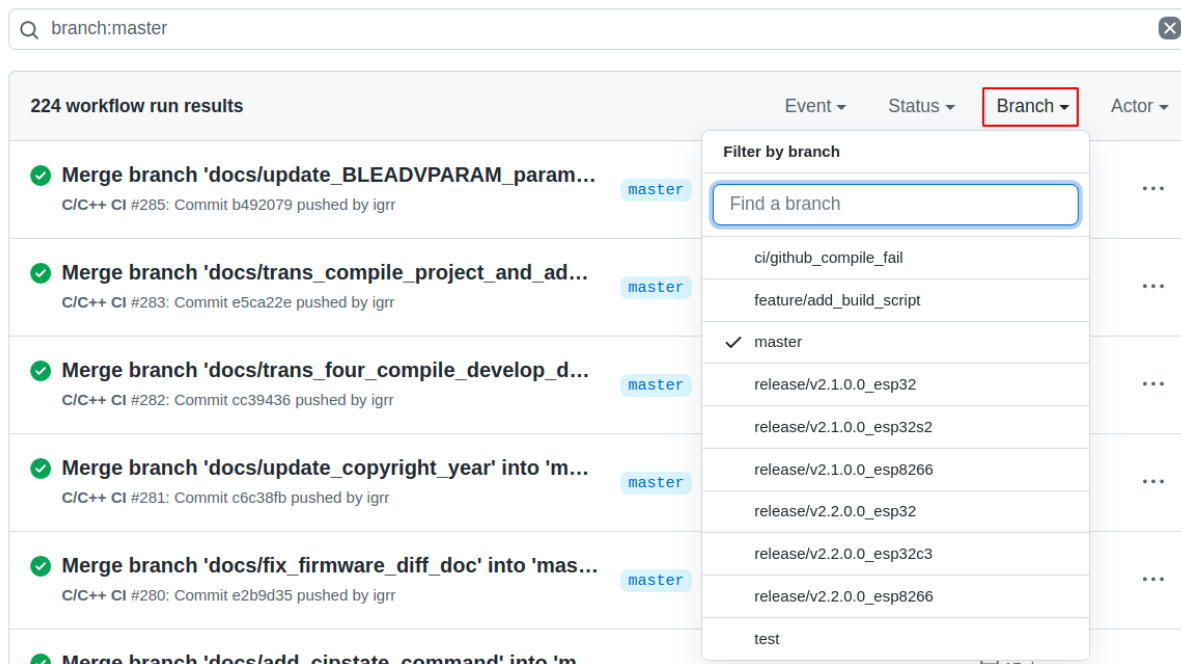 branch:master
224 workflow run results
Event
Status
Branch
Actor
Merge branch 'docs/update_BLEADVPARAM_param...
C/C++ CI #285: Commit b492079 pushed by igrr
master
Merge branch 'docs/trans_compile_project_and_ad...
C/C++ CI #283: Commit e5ca22e pushed by igrr
master
Merge branch 'docs/trans_four_compile_develop_d...
C/C++ CI #282: Commit cc39436 pushed by igrr
master
Merge branch 'docs/update_copyright_year' into 'm...
C/C++ CI #281: Commit c6c38fb pushed by igrr
master
Merge branch 'docs/fix_firmware_diff_doc' into 'mas...
C/C++ CI #280: Commit e2b9d35 pushed by igrr
master
Merge branch 'docs/add_cipstate_command' into 'm
Filter by branch
Find a branch
ci/github_compile_fail
feature/add_build_script
master
release/v2.1.0.0_esp32
release/v2.1.0.0_esp32s2
release/v2.1.0.0_esp8266
release/v2.2.0.0_esp32
release/v2.2.0.0_esp32c3
release/v2.2.0.0_esp8266
test